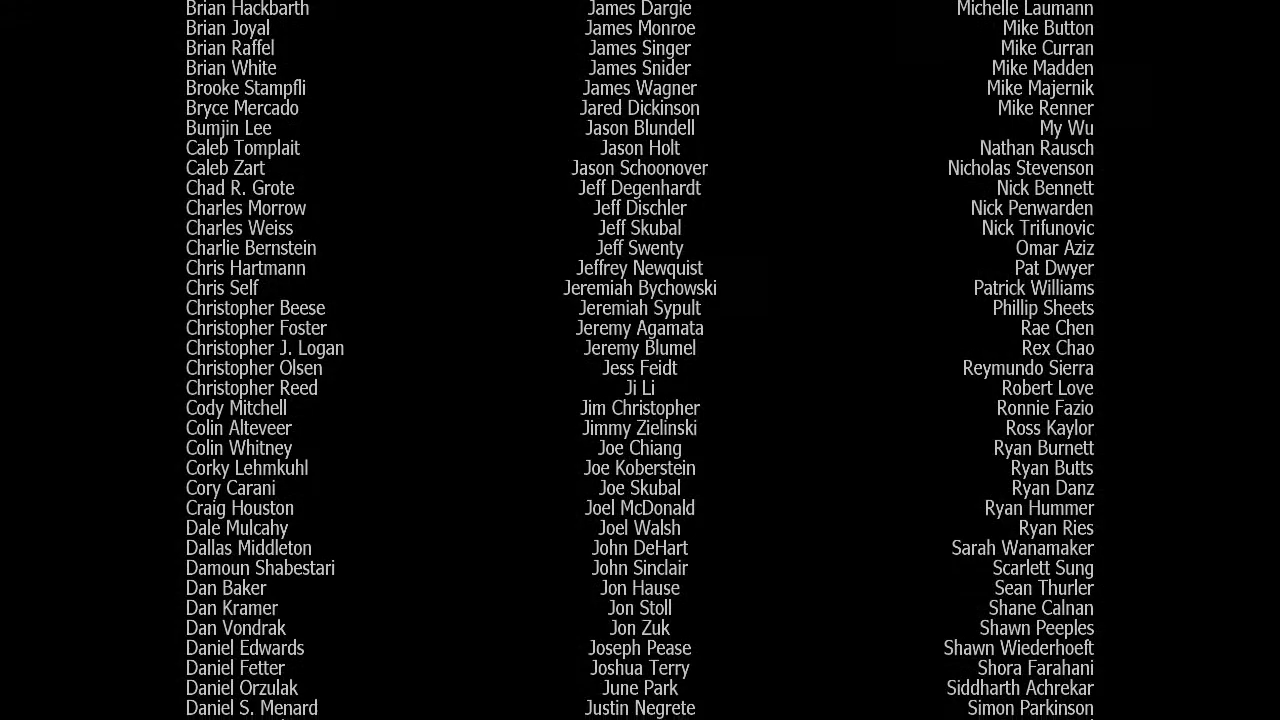 Brian Hackbarth
Brian Joyal
Brian Raffel
Brian White
Brooke Stampfli
Bryce Mercado
Bumjin Lee
Caleb Tomplait
Caleb Zart
Chad R. Grote
Charles Morrow
Charles Weiss
Charlie Bernstein
Chris Hartmann
Chris Self
Christopher Beese
Christopher Foster
Christopher J. Logan
Christopher Olsen
Christopher Reed
Cody Mitchell
Colin Alteveer
Colin Whitney
Corky Lehmkuhl
Cory Carani
Craig Houston
Dale Mulcahy
Dallas Middleton
Damoun Shabestari
Dan Baker
Dan Kramer
Dan Vondrak
Daniel Edwards
Daniel Fetter
Daniel Orzulak
Daniel S. Menard
James Dargie
James Monroe
James Singer
James Snider
James Wagner
Jared Dickinson
Jason Blundell
Jason Holt
Jason Schoonover
Jeff Degenhardt
Jeff Dischler
Jeff Skubal
Jeff Swenty
Jeffrey Newquist
Jeremiah Bychowski
Jeremiah Sypult
Jeremy Agamata
Jeremy Blumel
Jess Feidt
Ji Li
Jim Christopher
Jimmy Zielinski
Joe Chiang
Joe Koberstein
Joe Skubal
Joel McDonald
Joel Walsh
John DeHart
John Sinclair
Jon Hause
Jon Stoll
Jon Zuk
Joseph Pease
Joshua Terry
June Park
Justin Negrete
Michelle Laumann
Mike Button
Mike Curran
Mike Madden
Mike Majernik
Mike Renner
My Wu
Nathan Rausch
Nicholas Stevenson
Nick Bennett
Nick Penwarden
Nick Trifunovic
Omar Aziz
Pat Dwyer
Patrick Williams
Phillip Sheets
Rae Chen
Rex Chao
Reymundo Sierra
Robert Love
Ronnie Fazio
Ross Kaylor
Ryan Burnett
Ryan Butts
Ryan Danz
Ryan Hummer
Ryan Ries
Sarah Wanamaker
Scarlett Sung
Sean Thurler
Shane Calnan
Shawn Peeples
Shawn Wiederhoeft
Shora Farahani
Siddharth Achrekar
Simon Parkinson